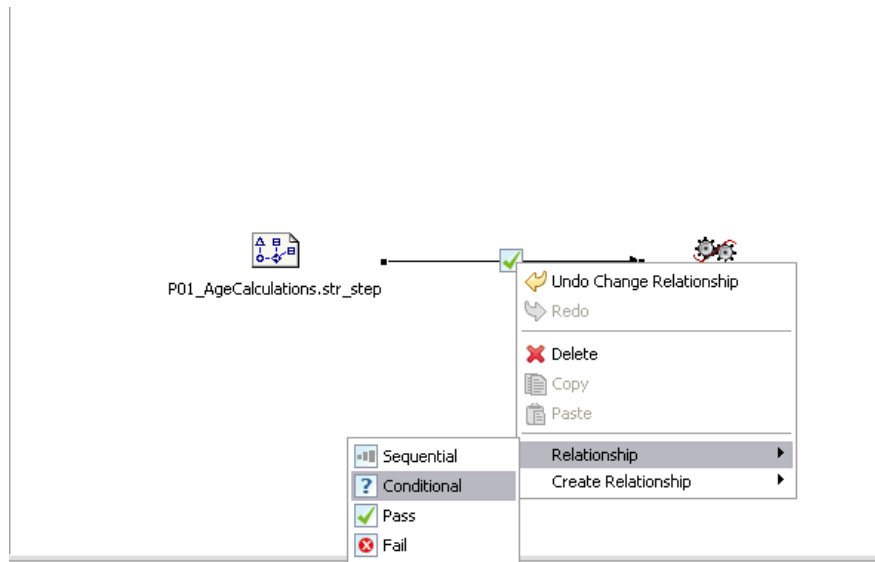 P01_AgeCalculations.str_step
Undo Change Relationship
Redo
Delete
Copy
Paste
Relationship
Create Relationship
Sequential
Conditional
Pass
Fail